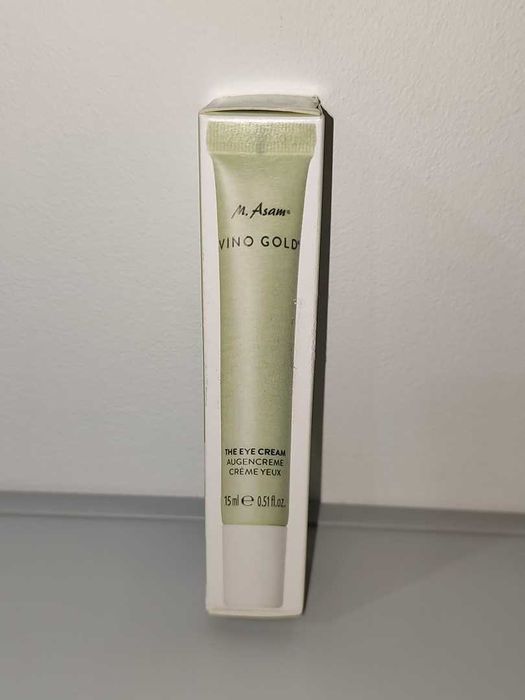 M. Asam®
VINO GOLD®
THE EYE CREAM
AUGENCREME
CRÈME YEUX
15 ml ℮ 0.51 fl.oz.